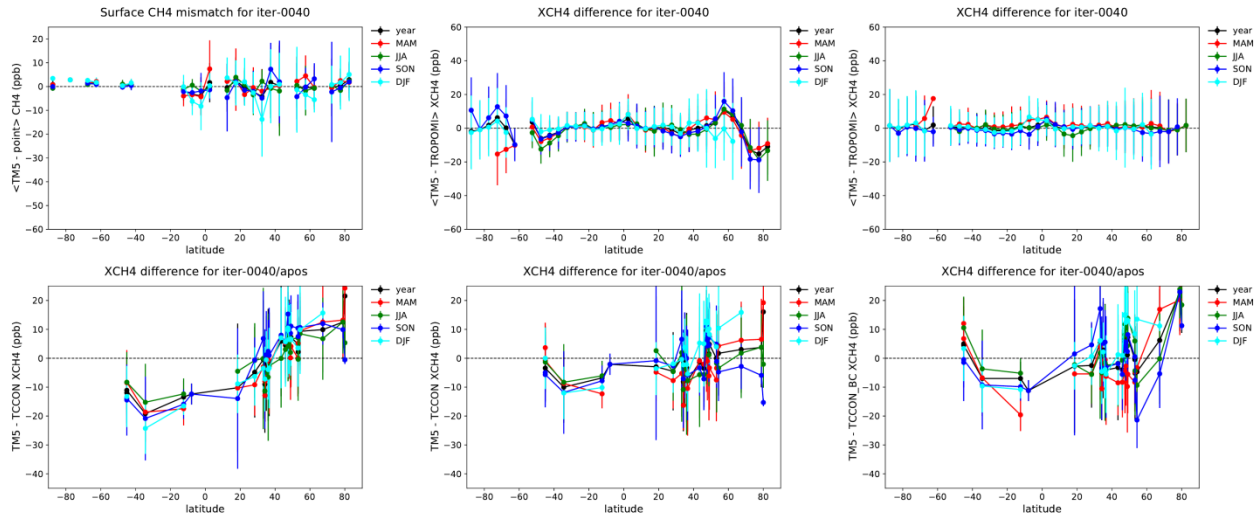 Surface CH4 mismatch for iter-0040
<TM5 - point> CH4 (ppb)
20
10
0
−10
−20
−30
−40
−50
−60
−80
−60
−40
−20
0
20
40
60
80
latitude
year
MAM
JJA
SON
DJF
XCH4 difference for iter-0040
<TM5 - TROPOMI> XCH4 (ppb)
60
40
20
0
−20
−40
−60
−80
−60
−40
−20
0
20
40
60
80
latitude
year
MAM
JJA
SON
DJF
XCH4 difference for iter-0040
<TM5 - TROPOMI> XCH4 (ppb)
60
40
20
0
−20
−40
−60
−80
−60
−40
−20
0
20
40
60
80
latitude
year
MAM
JJA
SON
DJF
XCH4 difference for iter-0040/apos
TM5 - TCCON XCH4 (ppb)
20
10
0
−10
−20
−30
−40
−80
−60
−40
−20
0
20
40
60
80
latitude
year
MAM
JJA
SON
DJF
XCH4 difference for iter-0040/apos
TM5 - TCCON XCH4 (ppb)
20
10
0
−10
−20
−30
−40
−80
−60
−40
−20
0
20
40
60
80
latitude
year
MAM
JJA
SON
DJF
XCH4 difference for iter-0040/apos
TM5 - TCCON_BC XCH4 (ppb)
20
10
0
−10
−20
−30
−40
−80
−60
−40
−20
0
20
40
60
80
latitude
year
MAM
JJA
SON
DJF